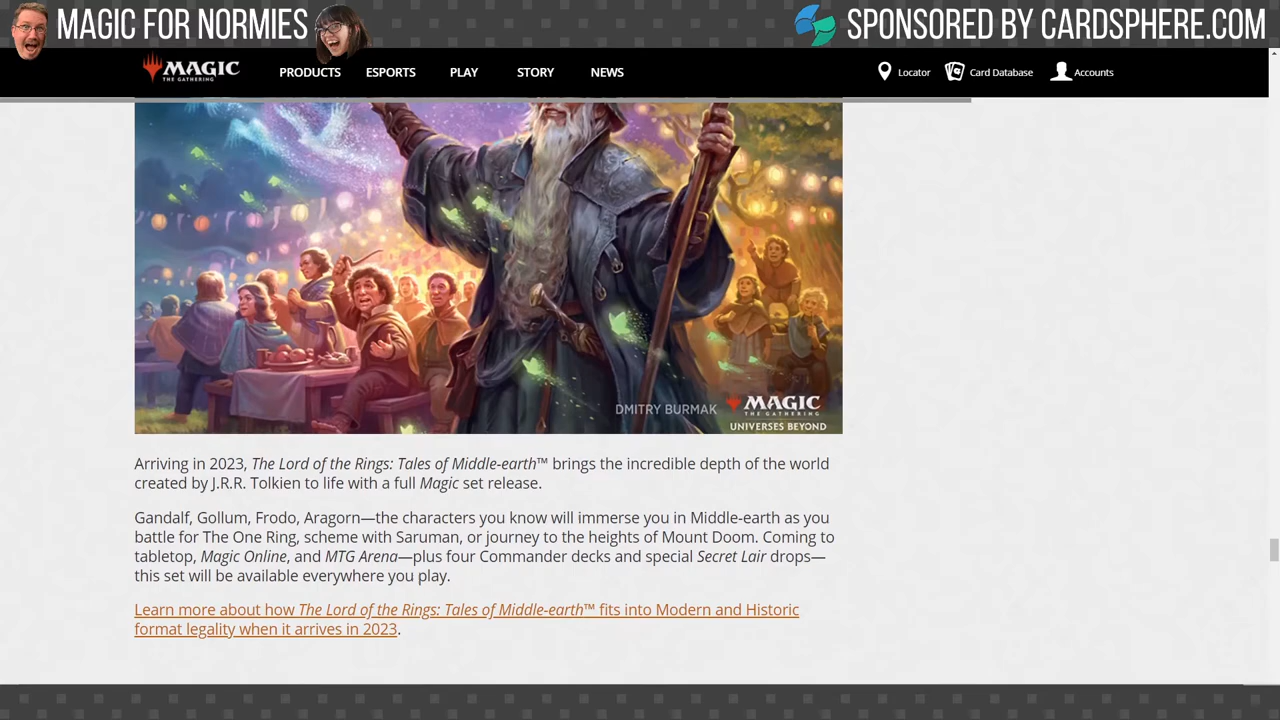 MAGIC FOR NORMIES
SPONSORED BY CARDSPHERE.COM
MAGIC
THE GATHERING
PRODUCTS ESPORTS PLAY STORY NEWS
Locator Card Database Accounts
DMITRY BURMAK
MAGIC
THE GATHERING
UNIVERSES BEYOND
Arriving in 2023, The Lord of the Rings: Tales of Middle-earth™ brings the incredible depth of the world
created by J.R.R. Tolkien to life with a full Magic set release.
Gandalf, Gollum, Frodo, Aragorn—the characters you know will immerse you in Middle-earth as you
battle for The One Ring, scheme with Saruman, or journey to the heights of Mount Doom. Coming to
tabletop, Magic Online, and MTG Arena—plus four Commander decks and special Secret Lair drops—
this set will be available everywhere you play.
Learn more about how The Lord of the Rings: Tales of Middle-earth™ fits into Modern and Historic
format legality when it arrives in 2023.